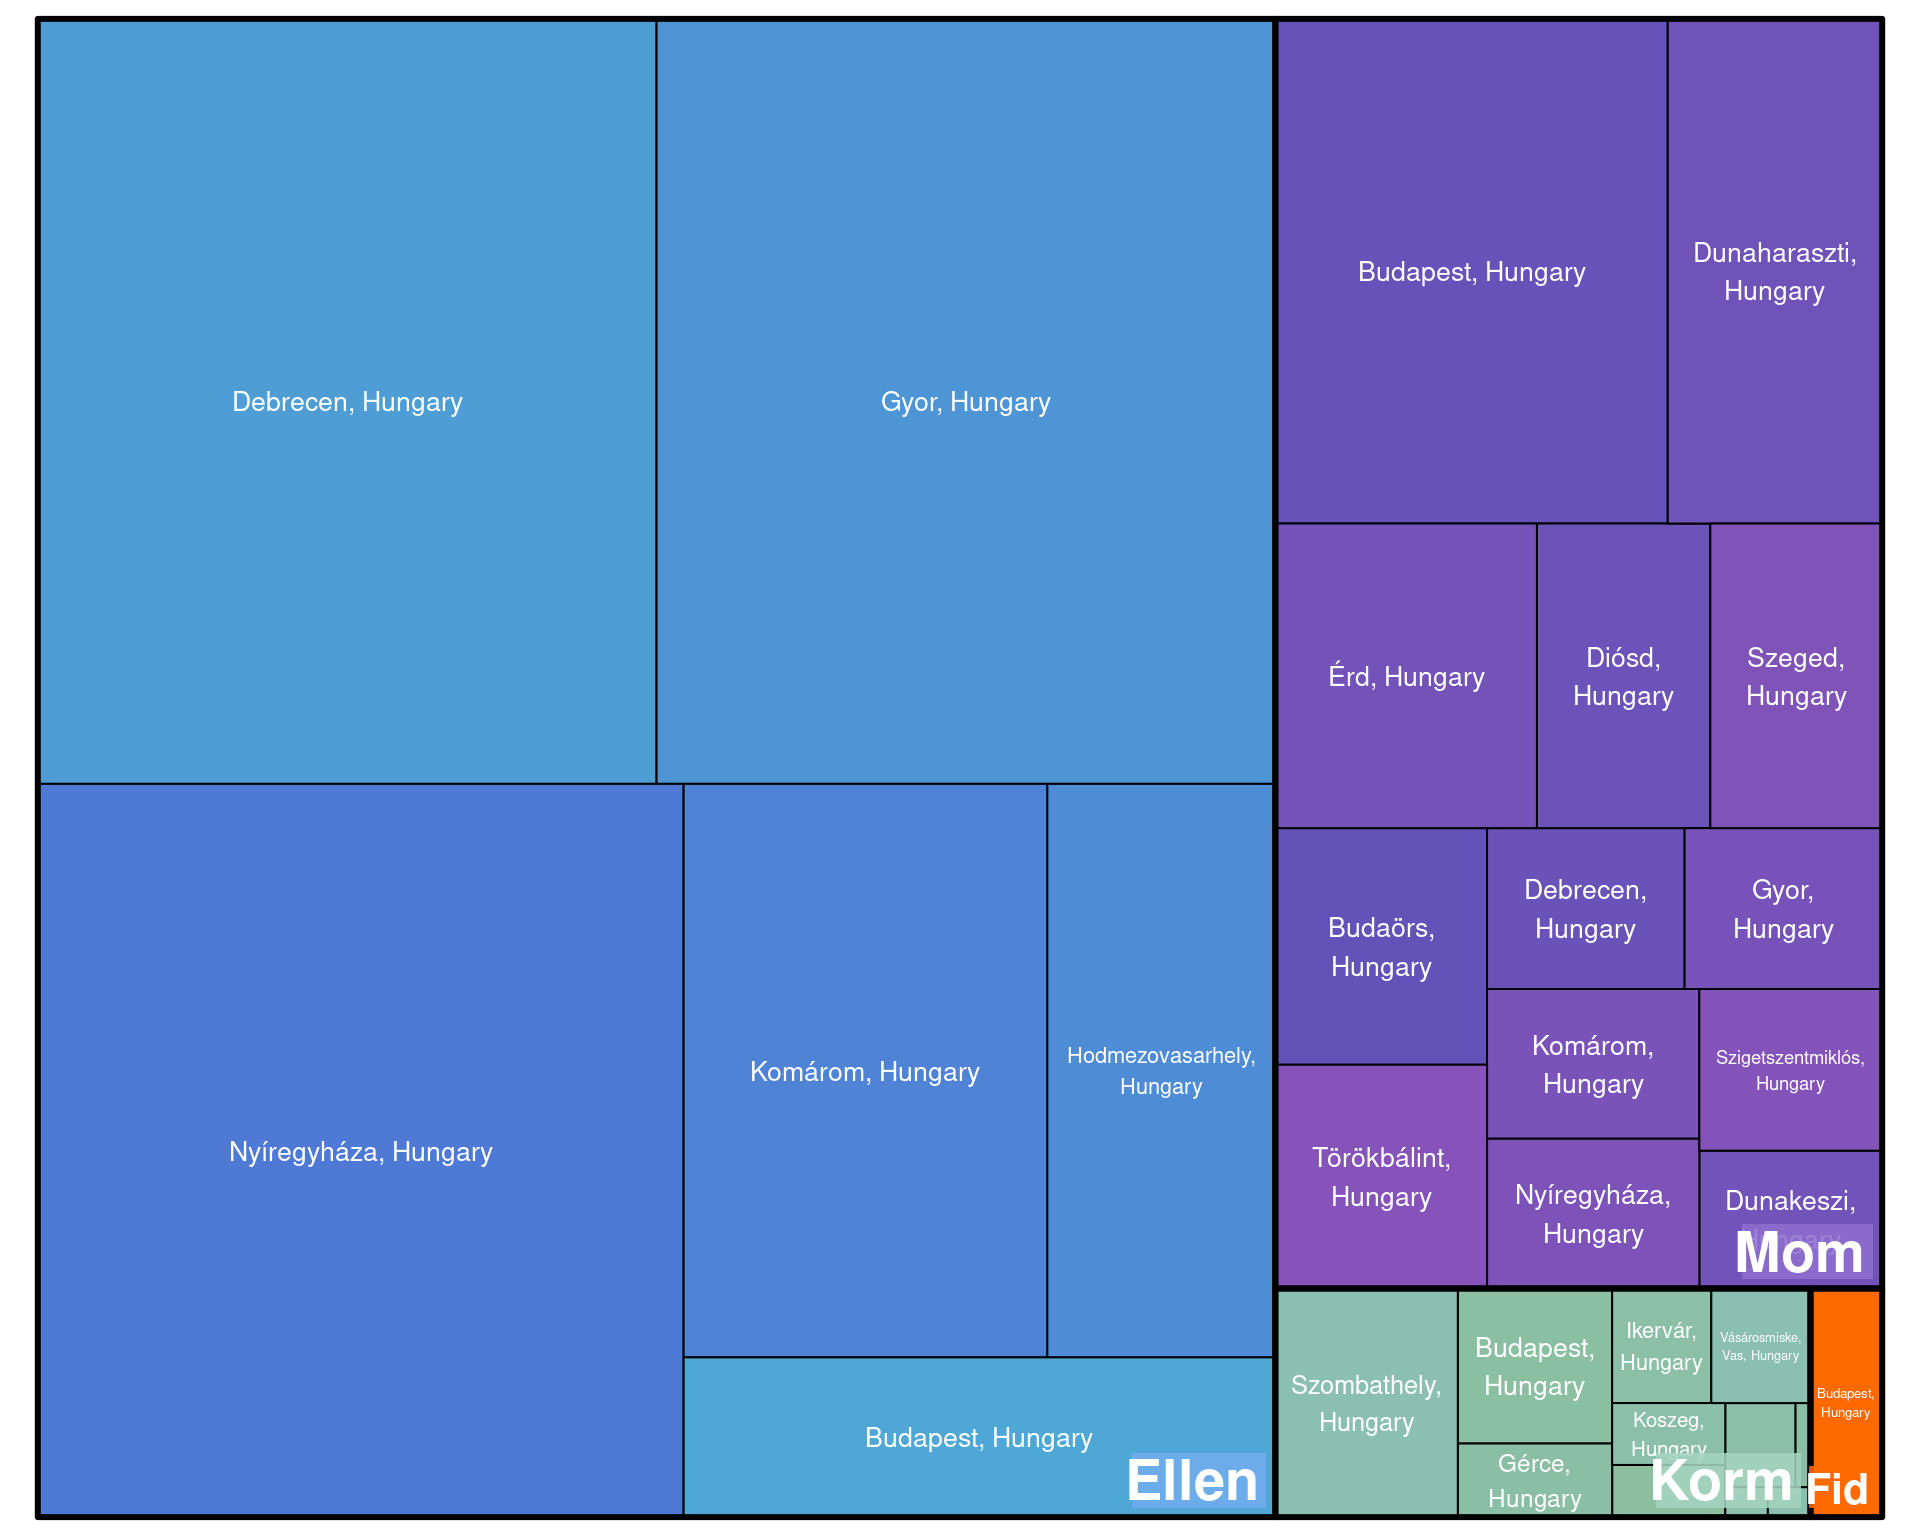 Debrecen, Hungary
Gyor, Hungary
Nyíregyháza, Hungary
Komárom, Hungary
Hodmezovasarhely,
Hungary
Budapest, Hungary
Ellen
Budapest, Hungary
Dunaharaszti,
Hungary
Érd, Hungary
Diósd,
Hungary
Szeged,
Hungary
Budaörs,
Hungary
Debrecen,
Hungary
Gyor,
Hungary
Törökbálint,
Hungary
Komárom,
Hungary
Szigetszentmiklós,
Hungary
Nyíregyháza,
Hungary
Dunakeszi,
Hungary
Mom
Szombathely,
Hungary
Budapest,
Hungary
Gérce,
Hungary
Ikervár,
Hungary
Vásárosmiske,
Vas, Hungary
Koszeg,
Hungary
Korm
Budapest,
Hungary
Fid